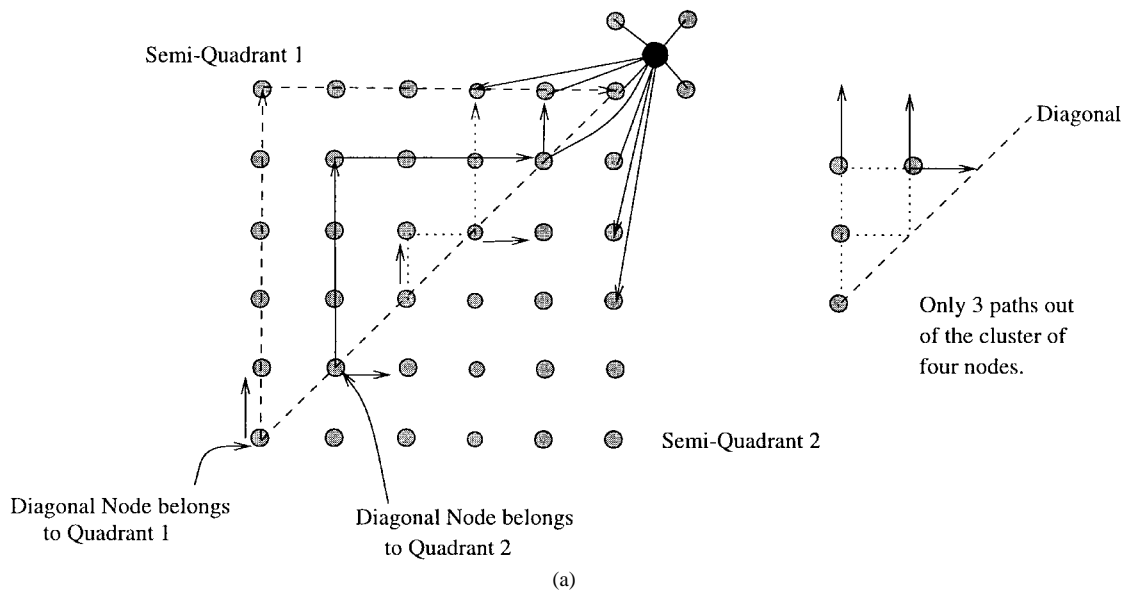 Semi-Quadrant 1
Diagonal
Only 3 paths out
of the cluster of
four nodes.
Semi-Quadrant 2
Diagonal Node belongs
to Quadrant 1
Diagonal Node belongs
to Quadrant 2
(a)